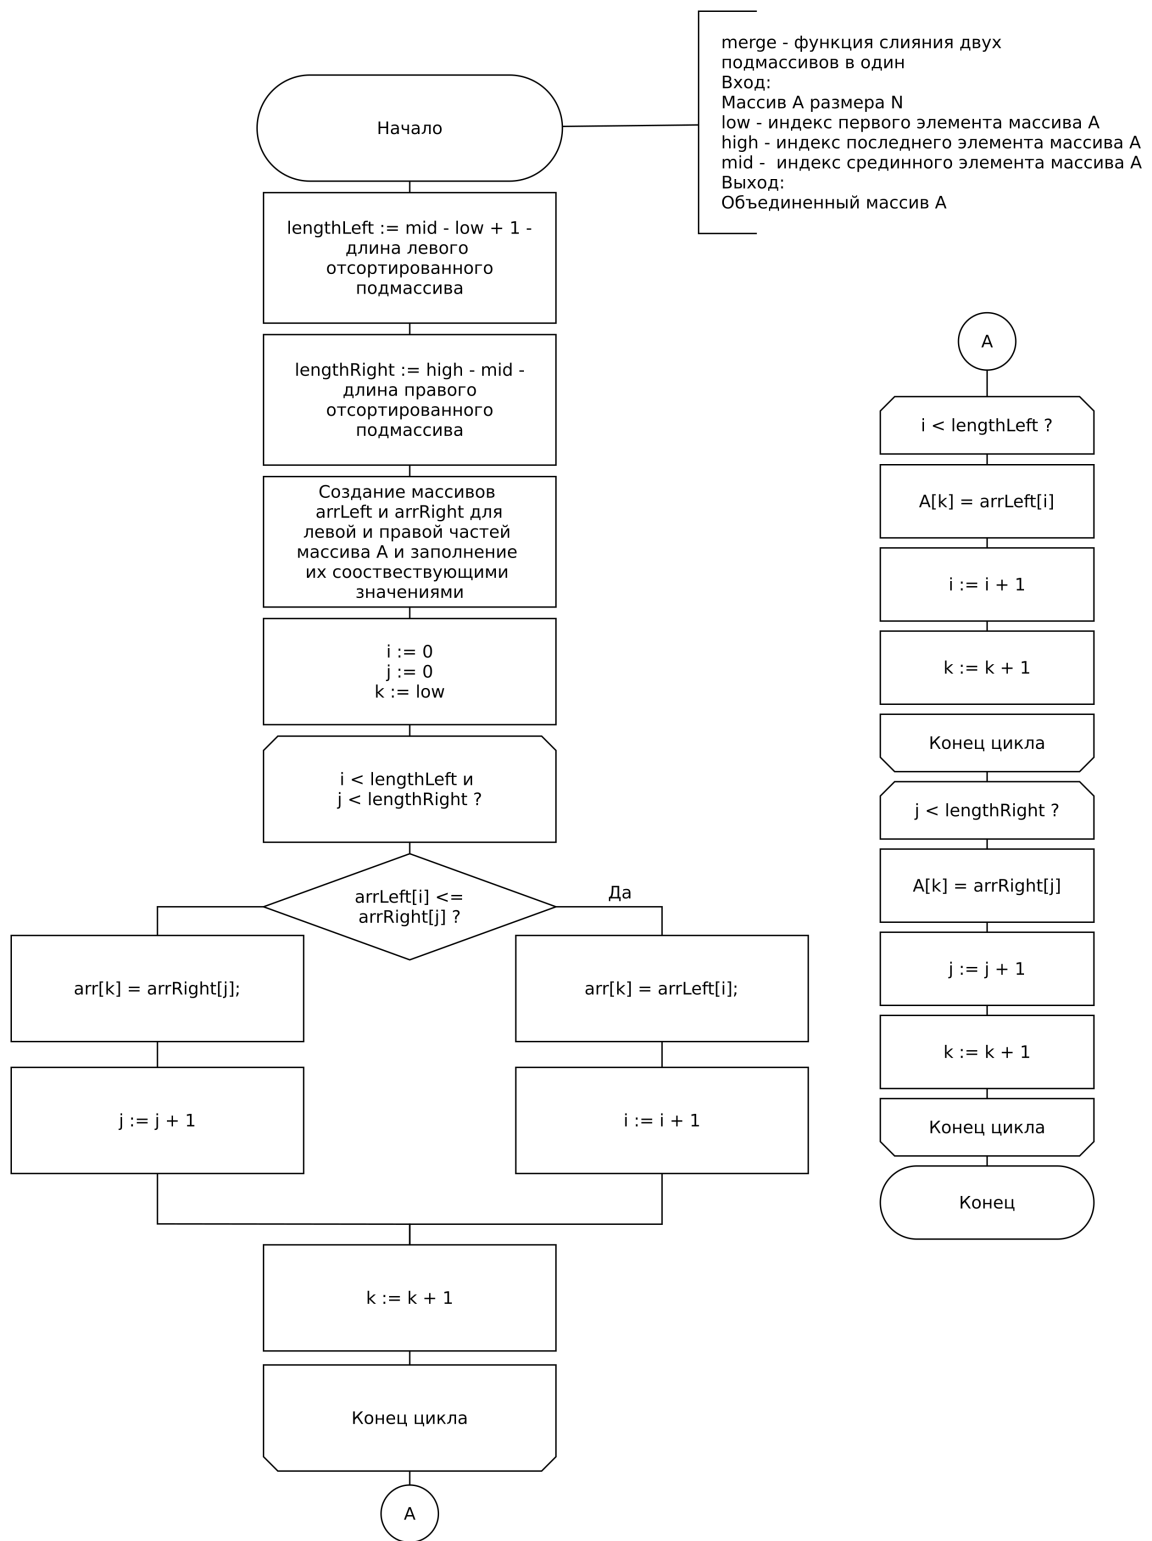 merge - функция слияния двух
подмассивов в один
Вход:
Массив A размера N
low - индекс первого элемента массива A
high - индекс последнего элемента массива A
mid -  индекс срединного элемента массива A
Выход:
Объединенный массив A
Начало
lengthLeft := mid - low + 1 -
длина левого
отсортированного
подмассива
lengthRight := high - mid -
длина правого
отсортированного
подмассива
Создание массивов
arrLeft и arrRight для
левой и правой частей
массива A и заполнение
их сооствествующими
значениями
i := 0
j := 0
k := low
i < lengthLeft и
j < lengthRight ?
arrLeft[i] <=
arrRight[j] ?
Да
arr[k] = arrRight[j];
arr[k] = arrLeft[i];
j := j + 1
i := i + 1
k := k + 1
Конец цикла
A
A
i < lengthLeft ?
A[k] = arrLeft[i]
i := i + 1
k := k + 1
Конец цикла
j < lengthRight ?
A[k] = arrRight[j]
j := j + 1
k := k + 1
Конец цикла
Конец